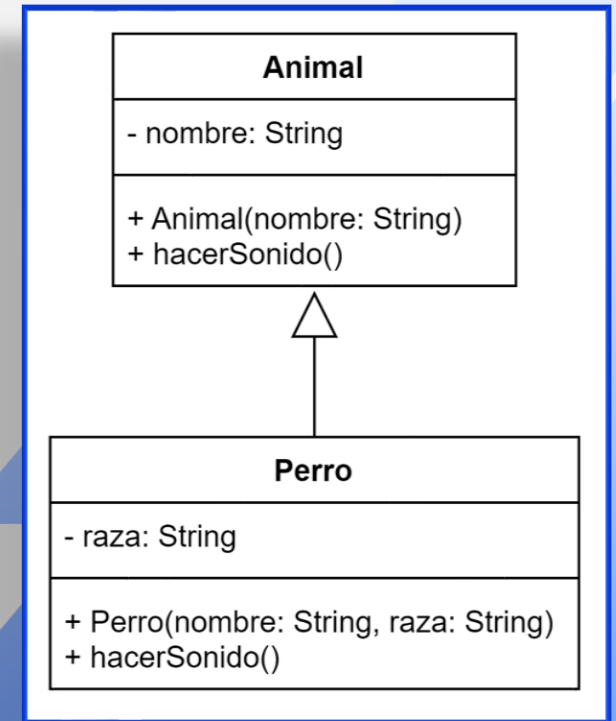 Animal
- nombre: String
+ Animal(nombre: String)
+ hacerSonido()
Perro
- raza: String
+ Perro(nombre: String, raza: String)
+ hacerSonido()